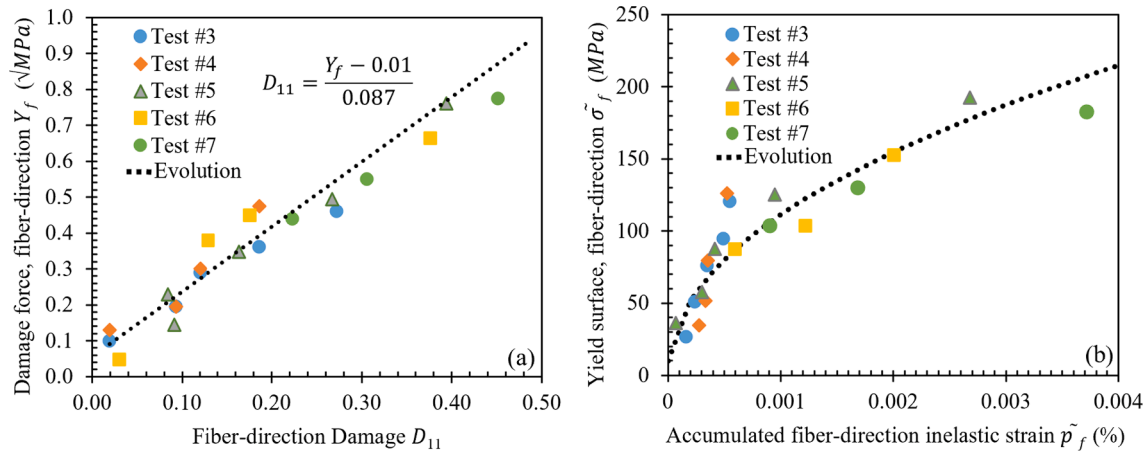 Damage force, fiber-direction Y_f (√MPa)
1.0
0.9
0.8
0.7
0.6
0.5
0.4
0.3
0.2
0.1
0.0
Test #3
Test #4
Test #5
Test #6
Test #7
Evolution
D₁₁ = (Y_f − 0.01) / 0.087
(a)
0.00 0.10 0.20 0.30 0.40 0.50
Fiber-direction Damage D₁₁
Yield surface, fiber-direction σ̃_f (MPa)
250
200
150
100
50
0
Test #3
Test #4
Test #5
Test #6
Test #7
Evolution
(b)
0 0.001 0.002 0.003 0.004
Accumulated fiber-direction inelastic strain p̃_f (%)